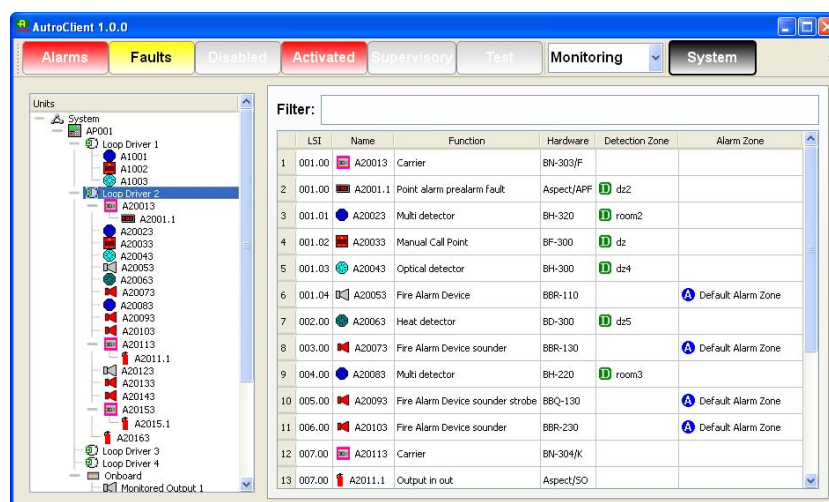 AutroClient 1.0.0
Alarms Faults Disabled Activated Supervisory Test Monitoring System
Units
System
AP001
Loop Driver 1
A1001
A1002
A1003
Loop Driver 2
A20013
A2001.1
A20023
A20033
A20043
A20053
A20063
A20073
A20083
A20093
A20103
A20113
A2011.1
A20123
A20133
A20143
A20153
A2015.1
A20163
Loop Driver 3
Loop Driver 4
Onboard
Monitored Output 1
Filter:
LSI Name Function Hardware Detection Zone Alarm Zone
1 001.00 A20013 Carrier BN-303/F
2 001.00 A2001.1 Point alarm prealarm fault Aspect/APF D dz2
3 001.01 A20023 Multi detector BH-320 D room2
4 001.02 A20033 Manual Call Point BF-300 D dz
5 001.03 A20043 Optical detector BH-300 D dz4
6 001.04 A20053 Fire Alarm Device BBR-110 A Default Alarm Zone
7 002.00 A20063 Heat detector BD-300 D dz5
8 003.00 A20073 Fire Alarm Device sounder BBR-130 A Default Alarm Zone
9 004.00 A20083 Multi detector BH-220 D room3
10 005.00 A20093 Fire Alarm Device sounder strobe BBQ-130 A Default Alarm Zone
11 006.00 A20103 Fire Alarm Device sounder BBR-230 A Default Alarm Zone
12 007.00 A20113 Carrier BN-304/K
13 007.00 A2011.1 Output in out Aspect/SO